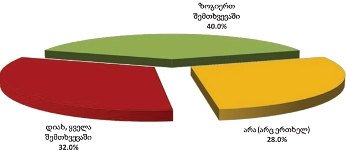 ზოგიერთ
შემთხვევაში
40.0%
დიახ, ყველა
შემთხვევაში
32.0%
არა (არც ერთხელ)
28.0%